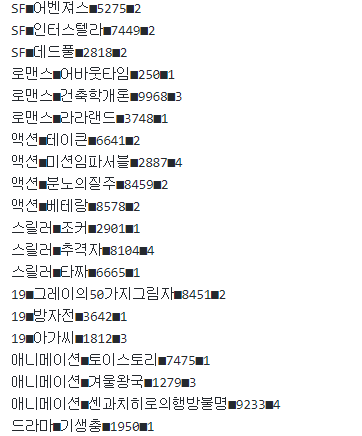 SF■어벤져스■5275■2
SF■인터스텔라■7449■2
SF■데드풀■2818■2
로맨스■어바웃타임■250■1
로맨스■건축학개론■9968■3
로맨스■라라랜드■3748■1
액션■테이큰■6641■2
액션■미션임파서블■2887■4
액션■분노의질주■8459■2
액션■베테랑■8578■2
스릴러■조커■2901■1
스릴러■추격자■8104■4
스릴러■타짜■6665■1
19■그레이의50가지그림자■8451■2
19■방자전■3642■1
19■아가씨■1812■3
애니메이션■토이스토리■7475■1
애니메이션■겨울왕국■1279■3
애니메이션■센과치히로의행방불명■9233■4
드라마■기생충■1950■1